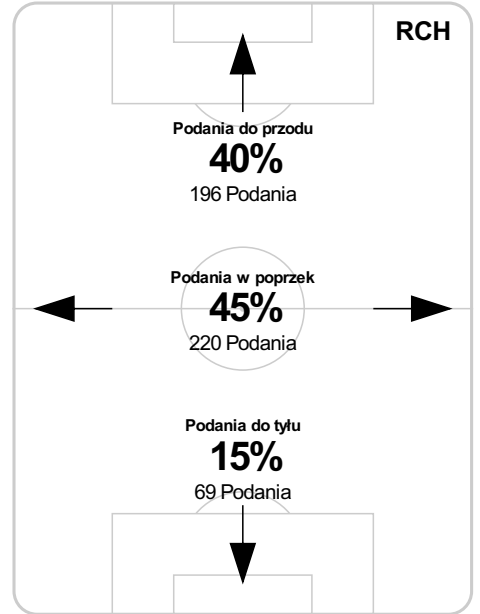 RCH
Podania do przodu
40%
196 Podania
Podania w poprzek
45%
220 Podania
Podania do tyłu
15%
69 Podania